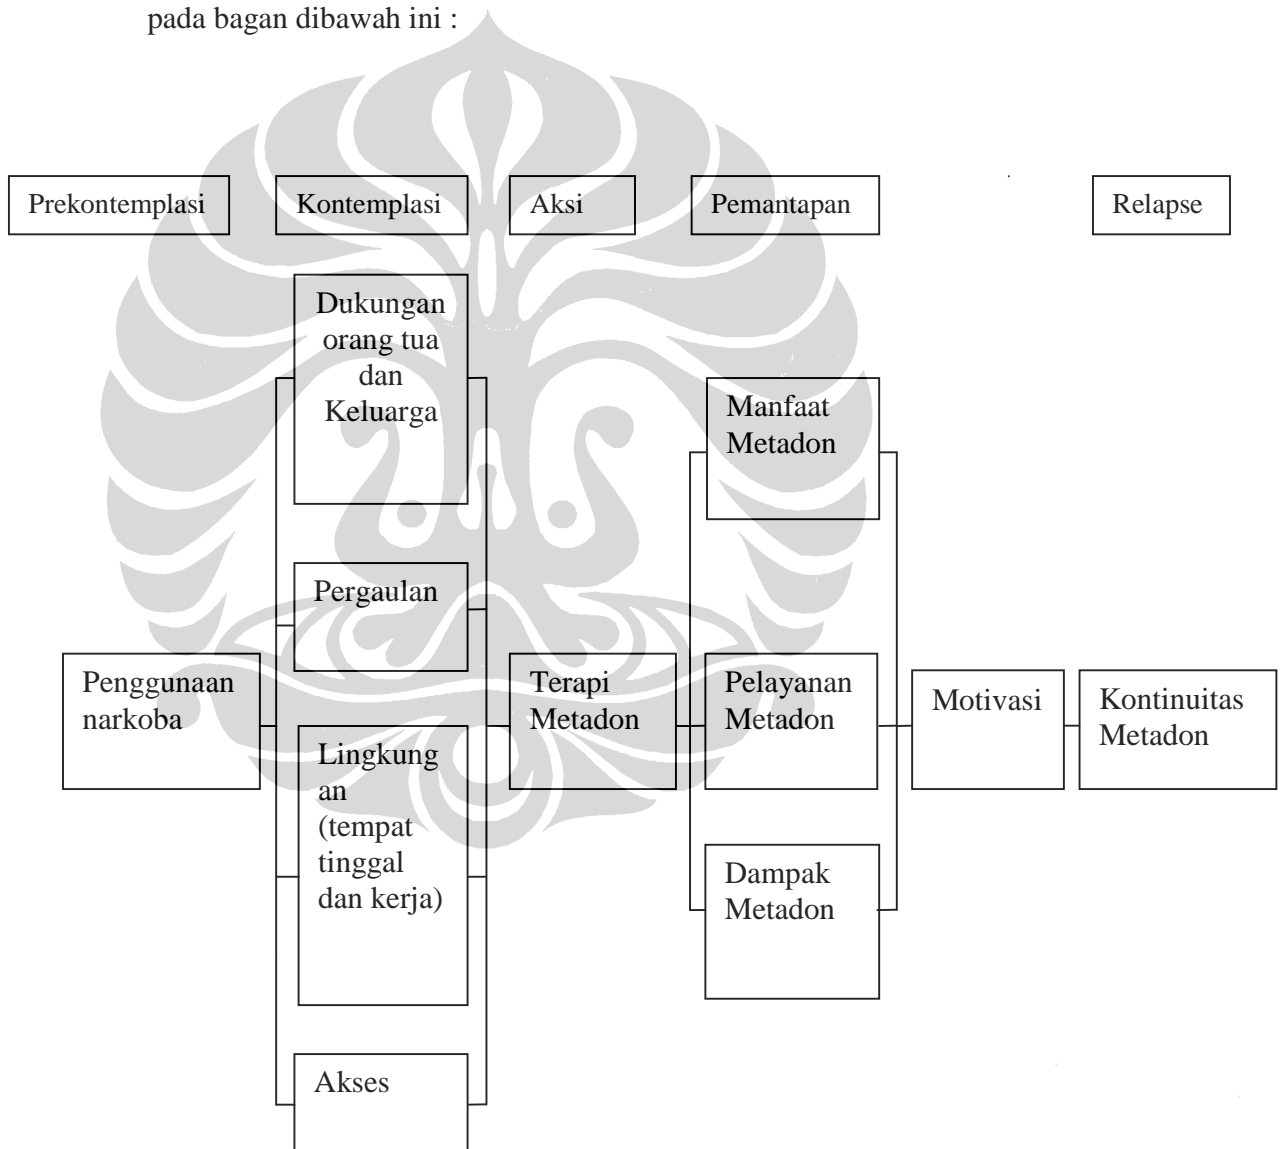 pada bagan dibawah ini :
Prekontemplasi
Kontemplasi
Aksi
Pemantapan
Relapse
Dukungan
orang tua
dan
Keluarga
Pergaulan
Lingkung
an
(tempat
tinggal
dan kerja)
Akses
Penggunaan
narkoba
Terapi
Metadon
Manfaat
Metadon
Pelayanan
Metadon
Dampak
Metadon
Motivasi
Kontinuitas
Metadon